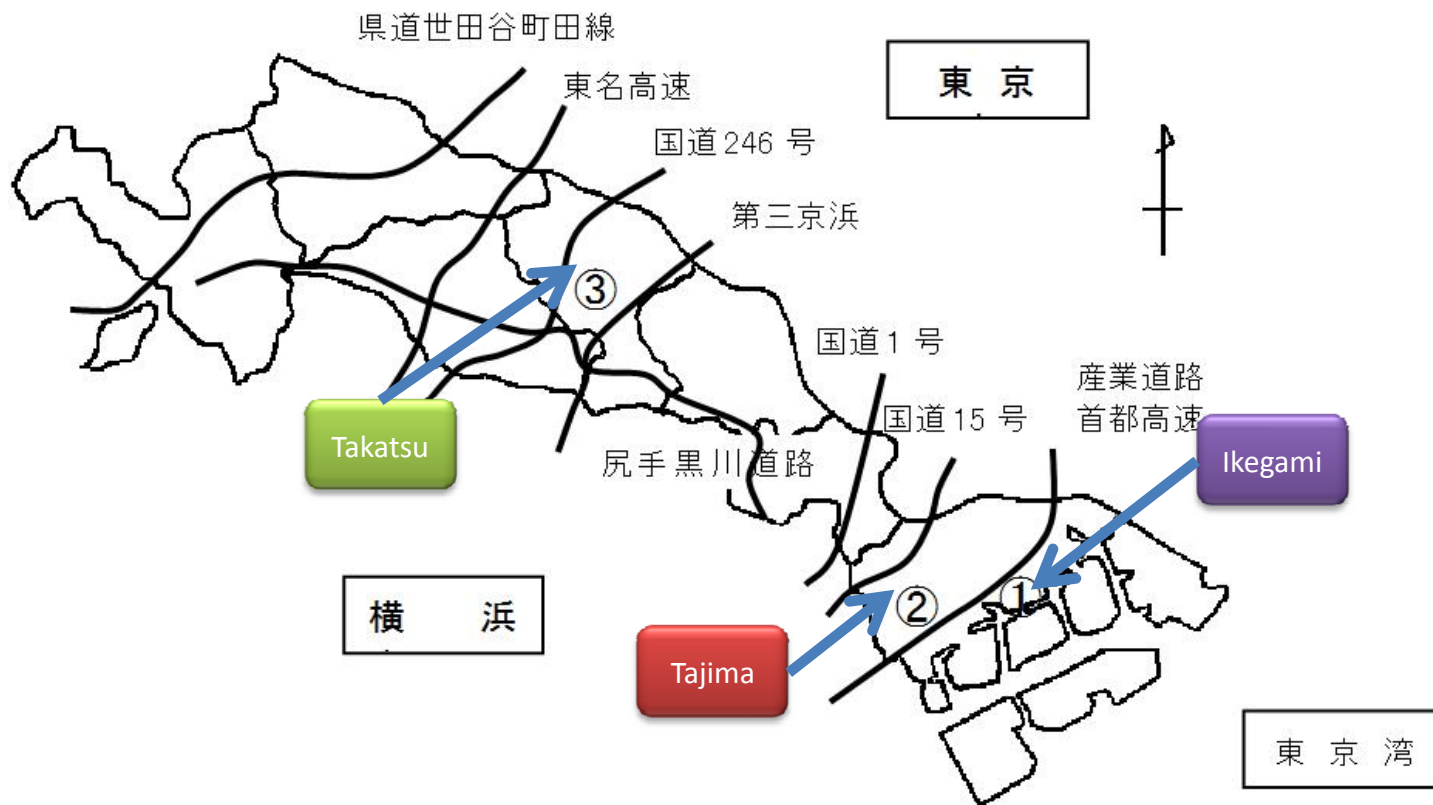 県道世田谷町田線
東名高速
東 京
国道246 号
第三京浜
③
国道1 号
産業道路
首都高速
国道15 号
Takatsu
尻手黒川道路
Ikegami
①
②
横 浜
Tajima
東 京 湾